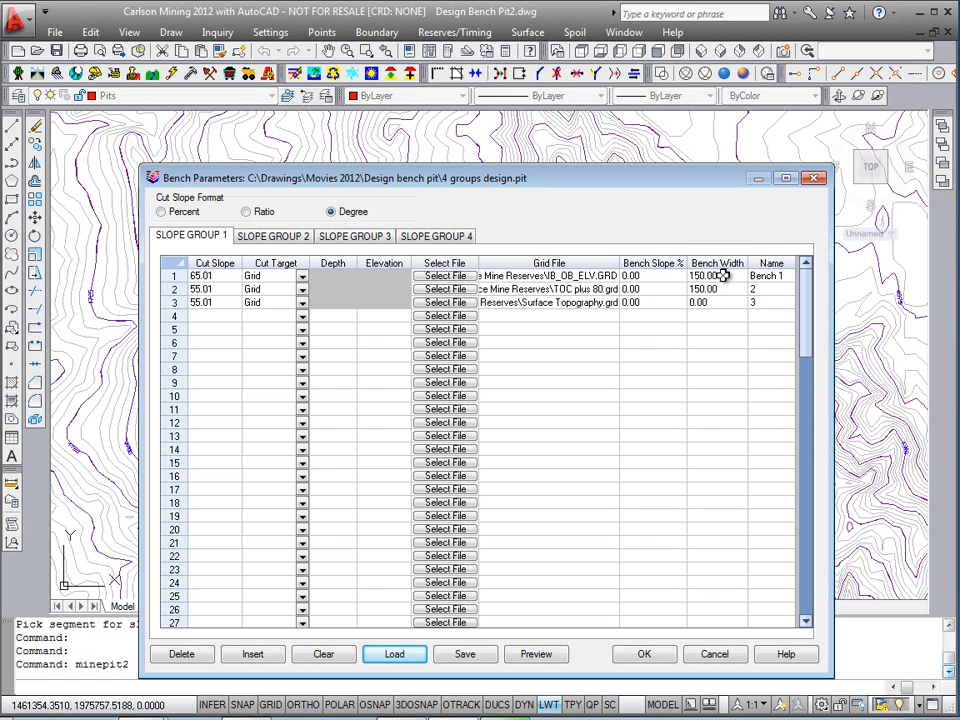 Carlson Mining 2012 with AutoCAD - NOT FOR RESALE [CRD: NONE] Design Bench Pit2.dwg
Type a keyword or phrase
File Edit View Draw Inquiry Settings Points Boundary Reserves/Timing Surface Spoil Window Help
Pits ByLayer ByLayer ByLayer ByColor
TOP
E
S
Unnamed
Bench Parameters: C:\Drawings\Movies 2012\Design bench pit\4 groups design.pit
Cut Slope Format
Percent Ratio Degree
SLOPE GROUP 1 SLOPE GROUP 2 SLOPE GROUP 3 SLOPE GROUP 4
Cut Slope Cut Target Depth Elevation Select File Grid File Bench Slope % Bench Width Name
1 65.01 Grid Select File e Mine Reserves\IB_OB_ELV.GRD 0.00 150.00 Bench 1
2 55.01 Grid Select File ce Mine Reserves\TOC plus 80.grd 0.00 150.00 2
3 55.01 Grid Select File Reserves\Surface Topography.grd 0.00 0.00 3
4 Select File
5 Select File
6 Select File
7 Select File
8 Select File
9 Select File
10 Select File
11 Select File
12 Select File
13 Select File
14 Select File
15 Select File
16 Select File
17 Select File
18 Select File
19 Select File
20 Select File
21 Select File
22 Select File
23 Select File
24 Select File
25 Select File
26 Select File
27 Select File
Y
X
Model
Delete Insert Clear Load Save Preview OK Cancel Help
Pick segment for sl
Command:
Command:
Command: minepit2
1461354.3510, 1975757.5188, 0.0000 INFER SNAP GRID ORTHO POLAR OSNAP 3DOSNAP OTRACK DUCS DYN LWT TPY QP SC MODEL 1:1